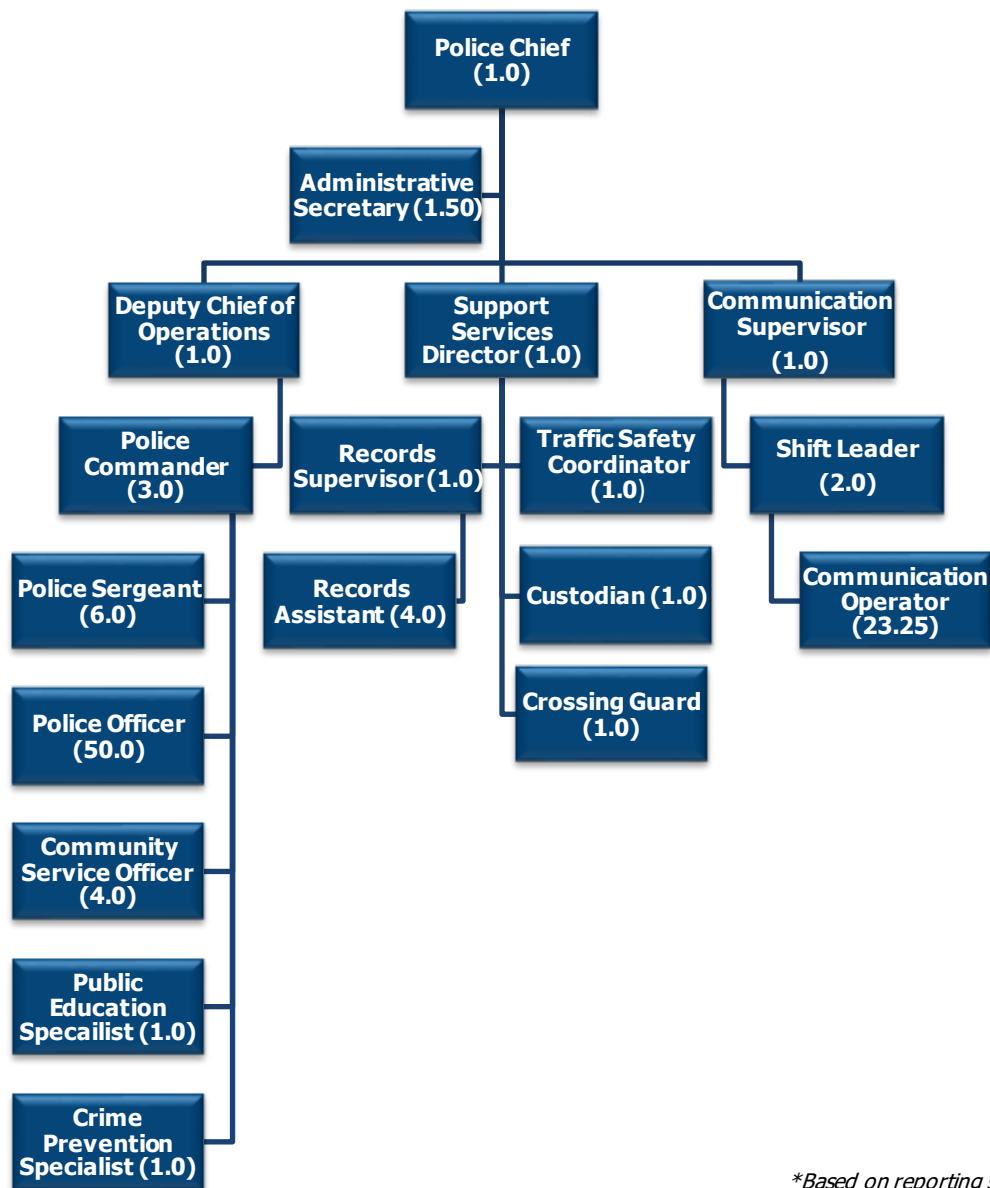 Police Chief
(1.0)
Administrative
Secretary (1.50)
Deputy Chief of
Operations
(1.0)
Support
Services
Director (1.0)
Communication
Supervisor
(1.0)
Police
Commander
(3.0)
Records
Supervisor (1.0)
Traffic Safety
Coordinator
(1.0)
Shift Leader
(2.0)
Police Sergeant
(6.0)
Records
Assistant (4.0)
Custodian (1.0)
Communication
Operator
(23.25)
Police Officer
(50.0)
Crossing Guard
(1.0)
Community
Service Officer
(4.0)
Public
Education
Specailist (1.0)
Crime
Prevention
Specialist (1.0)
*Based on reporting